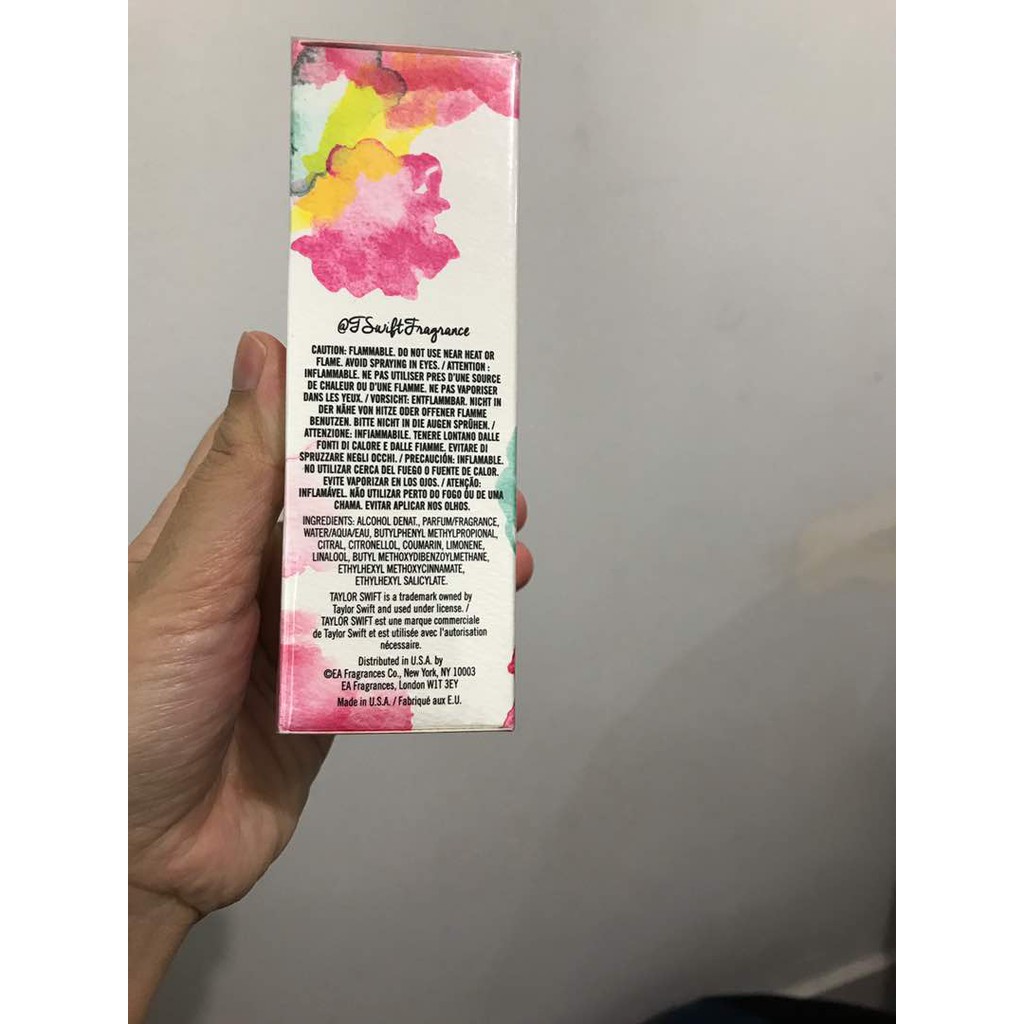 @TSwiftFragrance
CAUTION: FLAMMABLE. DO NOT USE NEAR HEAT OR
FLAME. AVOID SPRAYING IN EYES. / ATTENTION :
INFLAMMABLE. NE PAS UTILISER PRES D'UNE SOURCE
DE CHALEUR OU D'UNE FLAMME. NE PAS VAPORISER
DANS LES YEUX. / VORSICHT: ENTFLAMMBAR. NICHT IN
DER NÄHE VON HITZE ODER OFFENER FLAMME
BENUTZEN. BITTE NICHT IN DIE AUGEN SPRÜHEN. /
ATTENZIONE: INFIAMMABILE. TENERE LONTANO DALLE
FONTI DI CALORE E DALLE FIAMME. EVITARE DI
SPRUZZARE NEGLI OCCHI. / PRECAUCIÓN: INFLAMABLE.
NO UTILIZAR CERCA DEL FUEGO O FUENTE DE CALOR.
EVITE VAPORIZAR EN LOS OJOS. / ATENÇÃO:
INFLAMÁVEL. NÃO UTILIZAR PERTO DO FOGO OU DE UMA
CHAMA. EVITAR APLICAR NOS OLHOS.
INGREDIENTS: ALCOHOL DENAT., PARFUM/FRAGRANCE,
WATER/AQUA/EAU, BUTYLPHENYL METHYLPROPIONAL,
CITRAL, CITRONELLOL, COUMARIN, LIMONENE,
LINALOOL, BUTYL METHOXYDIBENZOYLMETHANE,
ETHYLHEXYL METHOXYCINNAMATE,
ETHYLHEXYL SALICYLATE.
TAYLOR SWIFT is a trademark owned by
Taylor Swift and used under license. /
TAYLOR SWIFT est une marque commerciale
de Taylor Swift et est utilisée avec l'autorisation
nécessaire.
Distributed in U.S.A. by
©EA Fragrances Co., New York, NY 10003
EA Fragrances, London W1T 3EY
Made in U.S.A. / Fabriqué aux E.U.